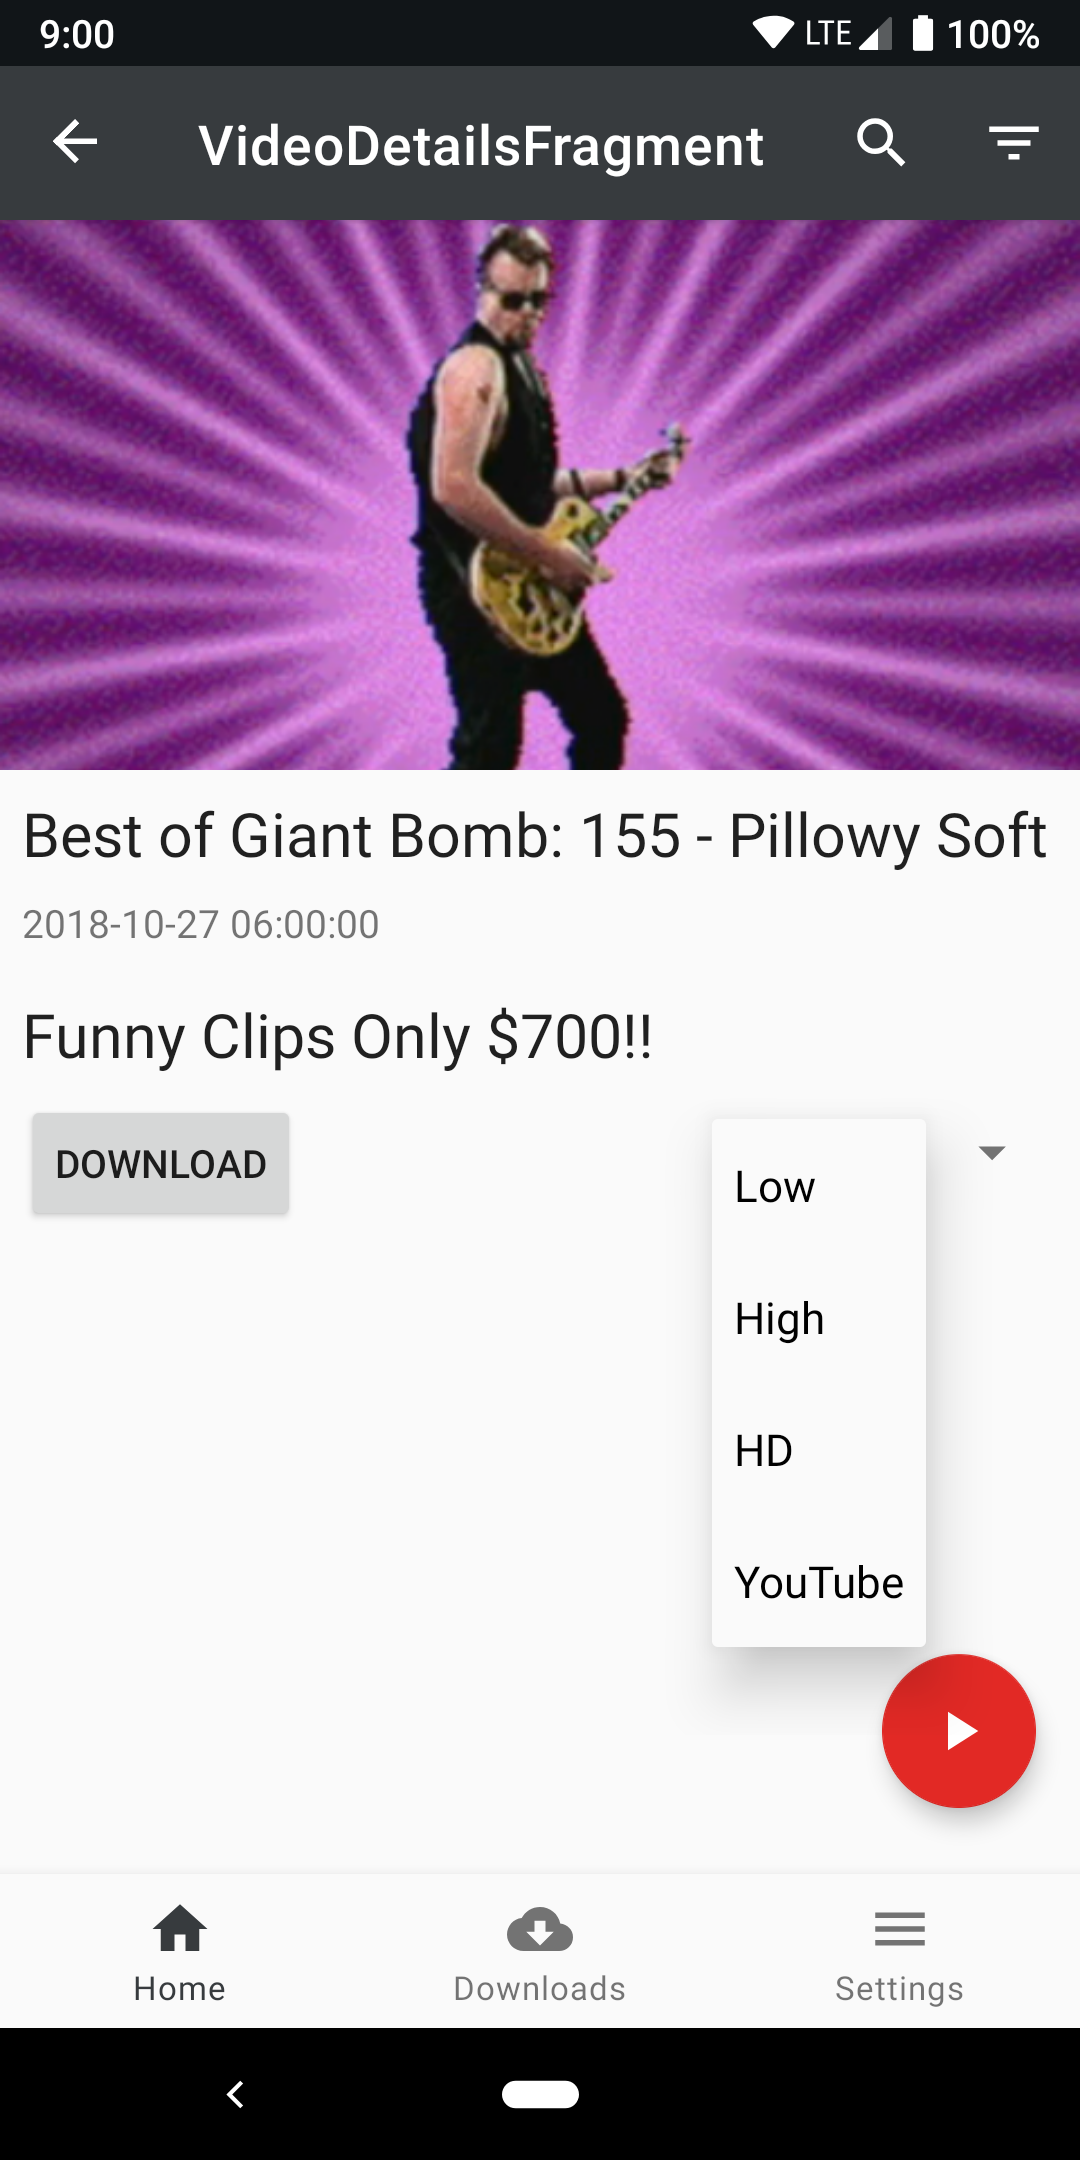 9:00 LTE 100%
VideoDetailsFragment
Best of Giant Bomb: 155 - Pillowy Soft
2018-10-27 06:00:00
Funny Clips Only $700!!
DOWNLOAD
Low
High
HD
YouTube
Home Downloads Settings